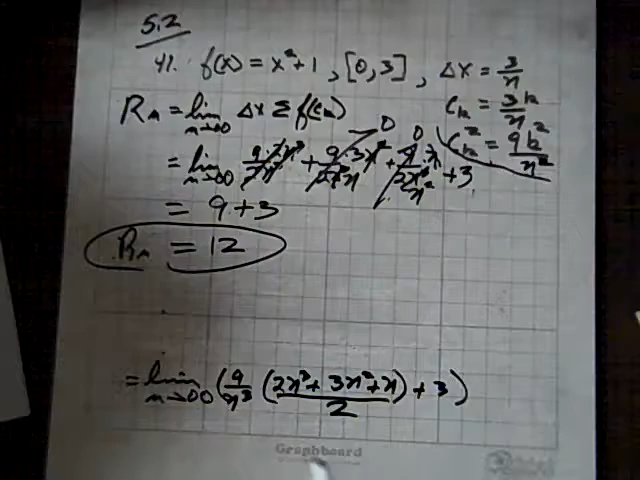 5.2
41. f(x) = x² + 1, [0, 3], Δx = 3/n
Rₙ = lim n→∞ Δx Σ f(cₖ)
cₖ = 3k/n
cₖ² = 9k²/n²
= lim n→∞
+ 3
= 9 + 3
Rₙ = 12
= lim n→∞ (9/n³ (2n³ + 3n² + n)/2 + 3)
Graphboard